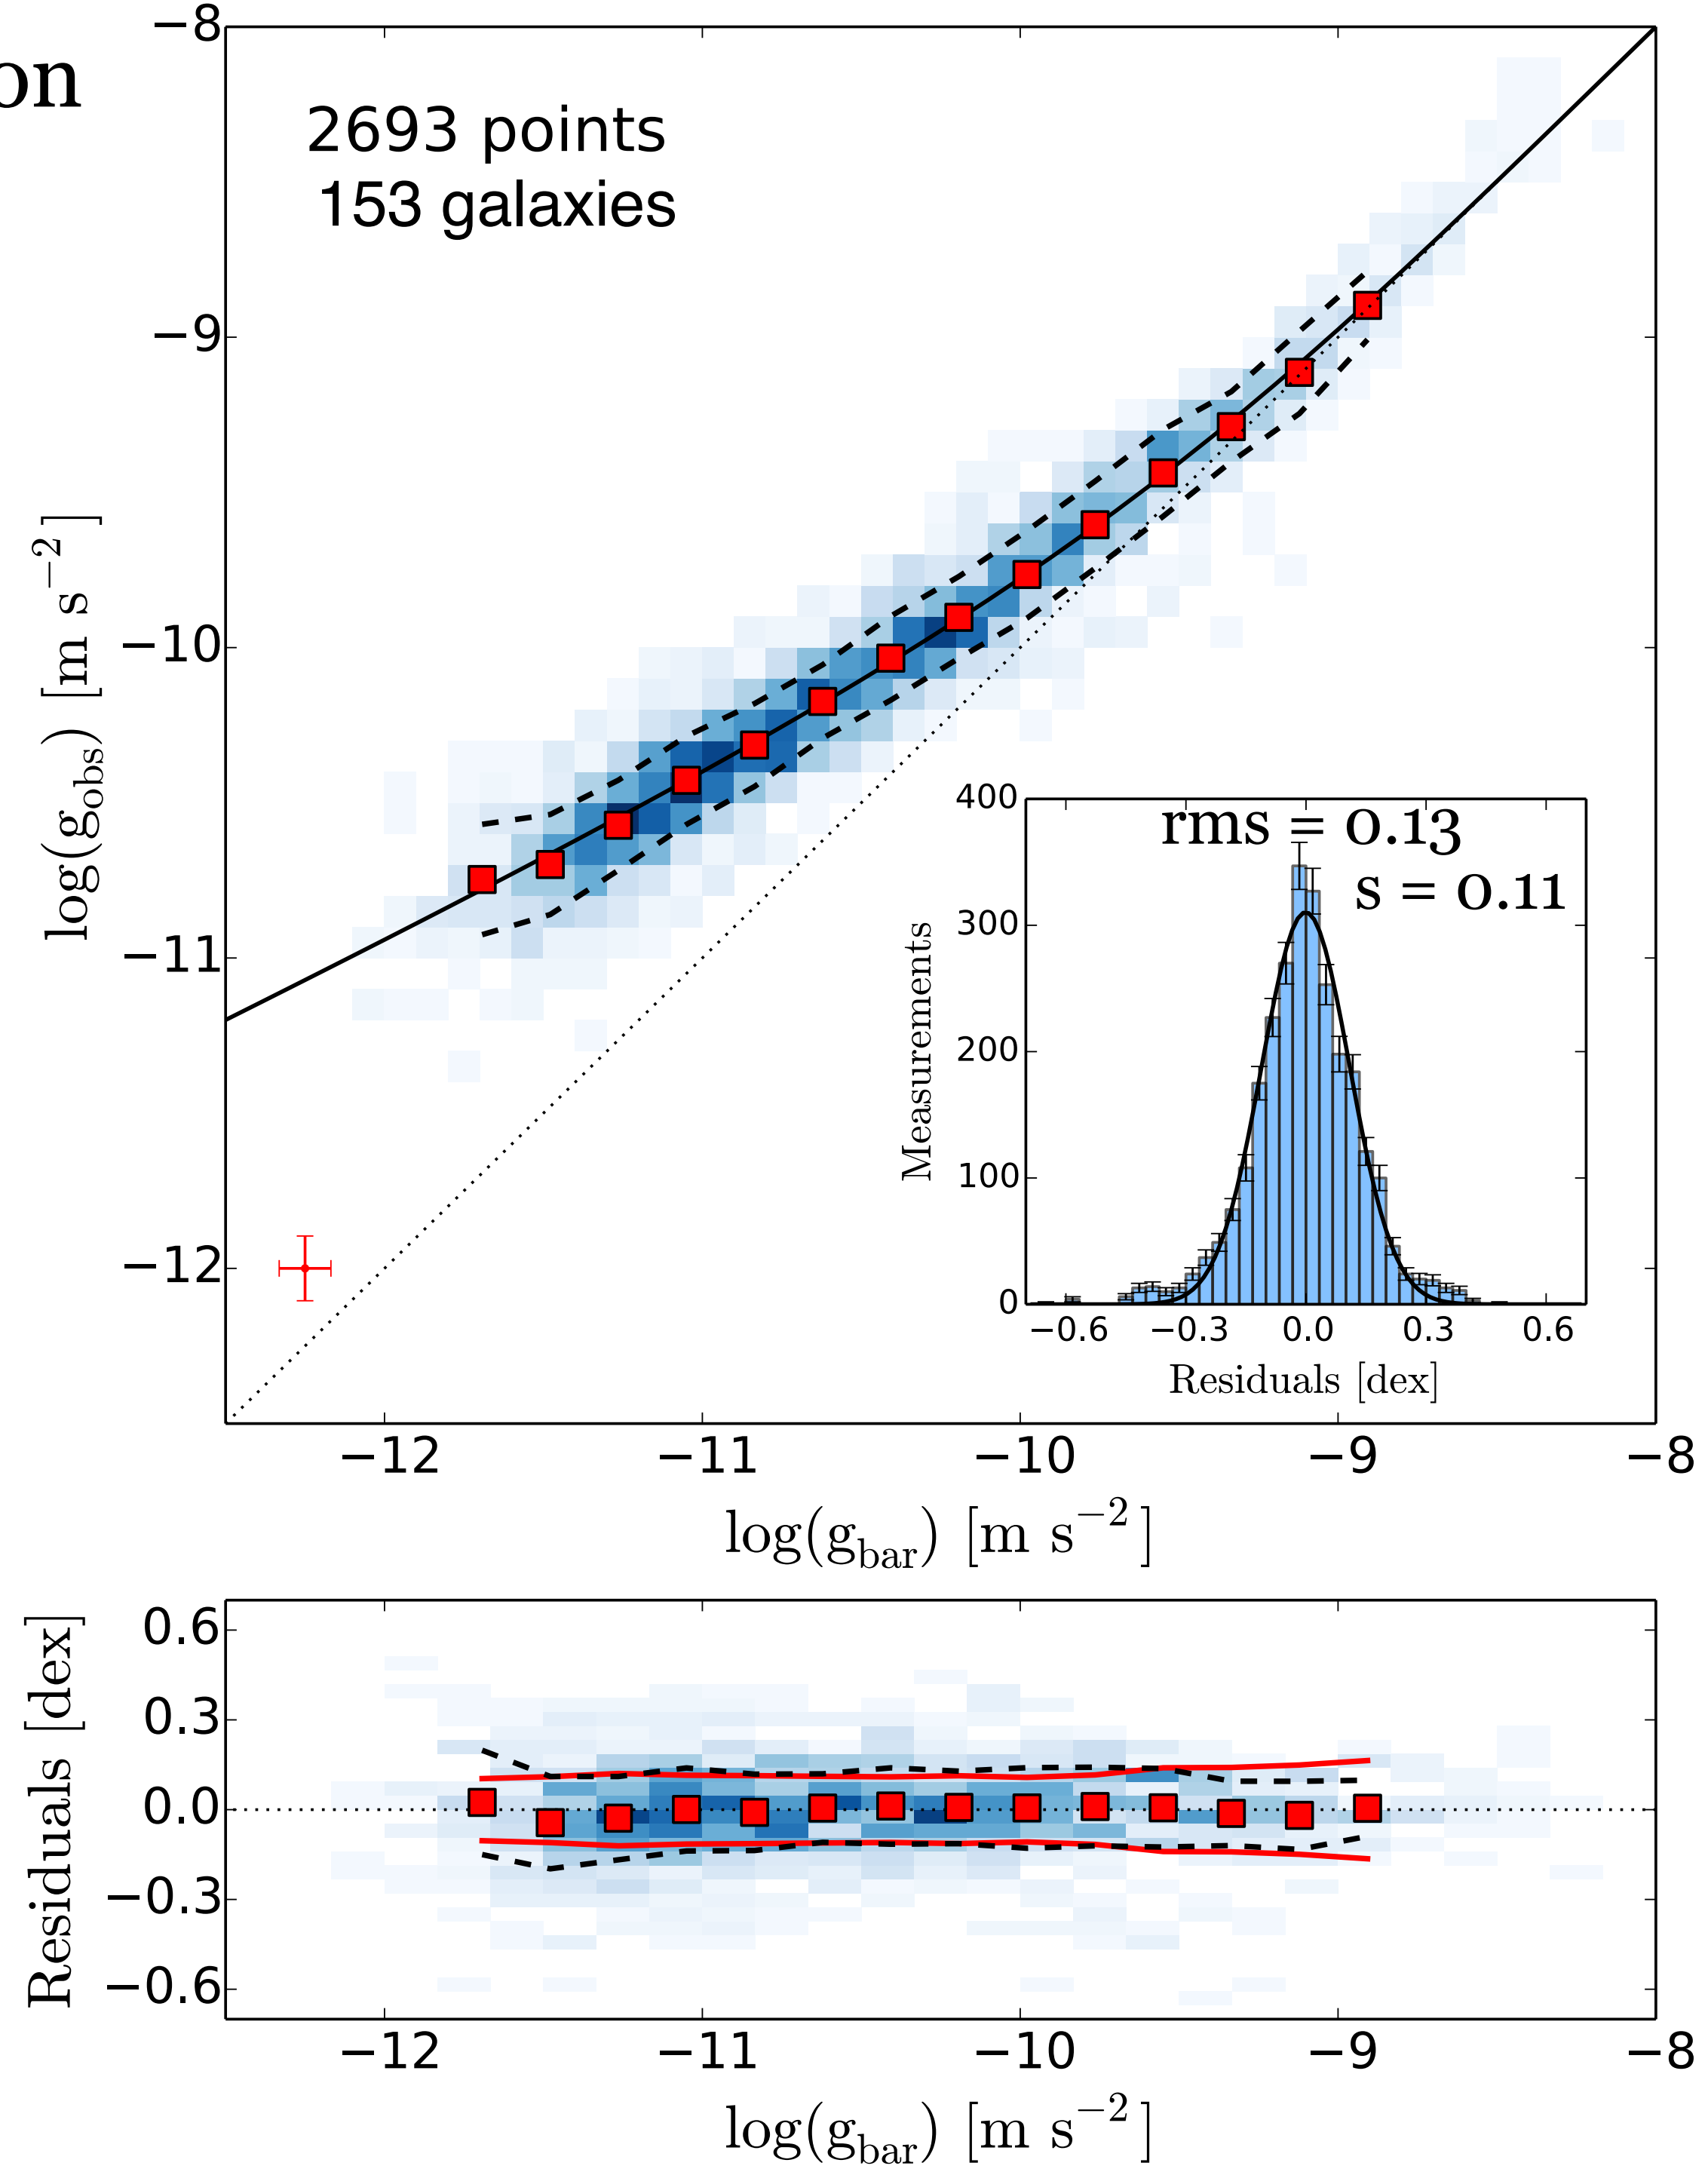 on
2693 points
153 galaxies
−8
−9
−10
−11
−12
log(g_obs) [m s⁻²]
rms = 0.13
s = 0.11
400
300
200
100
0
Measurements
−0.6 −0.3 0.0 0.3 0.6
Residuals [dex]
−12 −11 −10 −9 −8
log(g_bar) [m s⁻²]
0.6
0.3
0.0
−0.3
−0.6
Residuals [dex]
−12 −11 −10 −9 −8
log(g_bar) [m s⁻²]